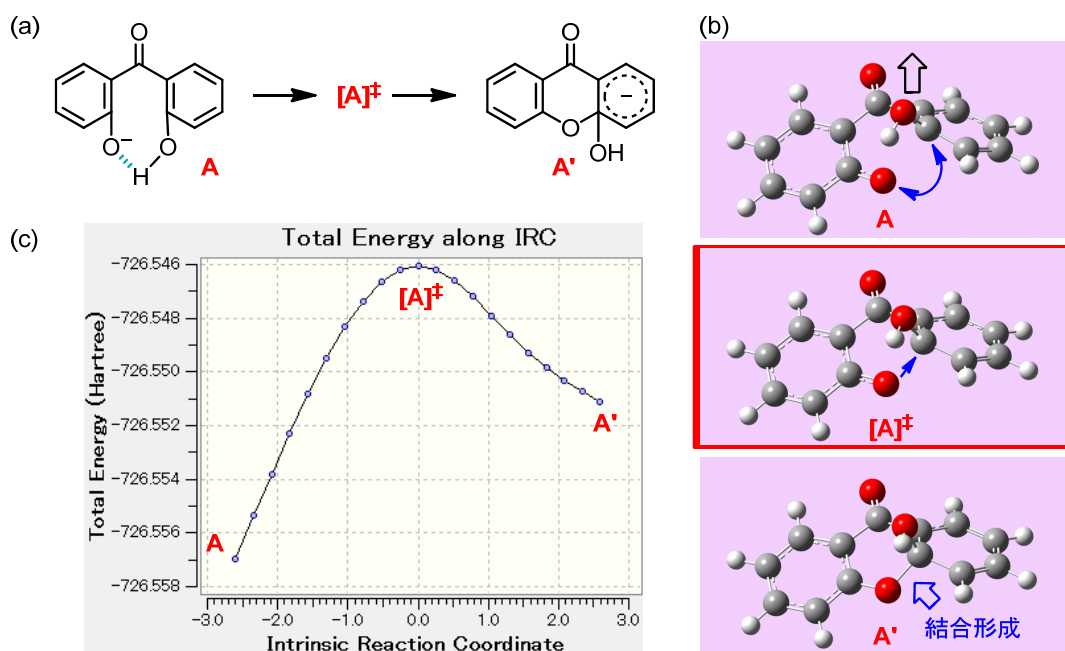 (a)
O
O
−
H
O
A
[A]‡
O
O
OH
−
A'
(b)
A
[A]‡
A'
結合形成
(c)
Total Energy along IRC
Total Energy (Hartree)
-726.546
-726.548
-726.550
-726.552
-726.554
-726.556
-726.558
[A]‡
A
A'
-3.0 -2.0 -1.0 0.0 1.0 2.0 3.0
Intrinsic Reaction Coordinate